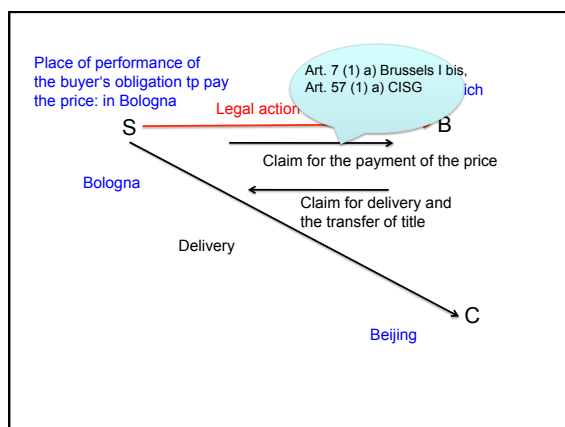 Place of performance of
the buyer‘s obligation tp pay
the price: in Bologna
Art. 7 (1) a) Brussels I bis,
Art. 57 (1) a) CISG
ich
Legal action
S
B
Claim for the payment of the price
Bologna
Claim for delivery and
the transfer of title
Delivery
C
Beijing